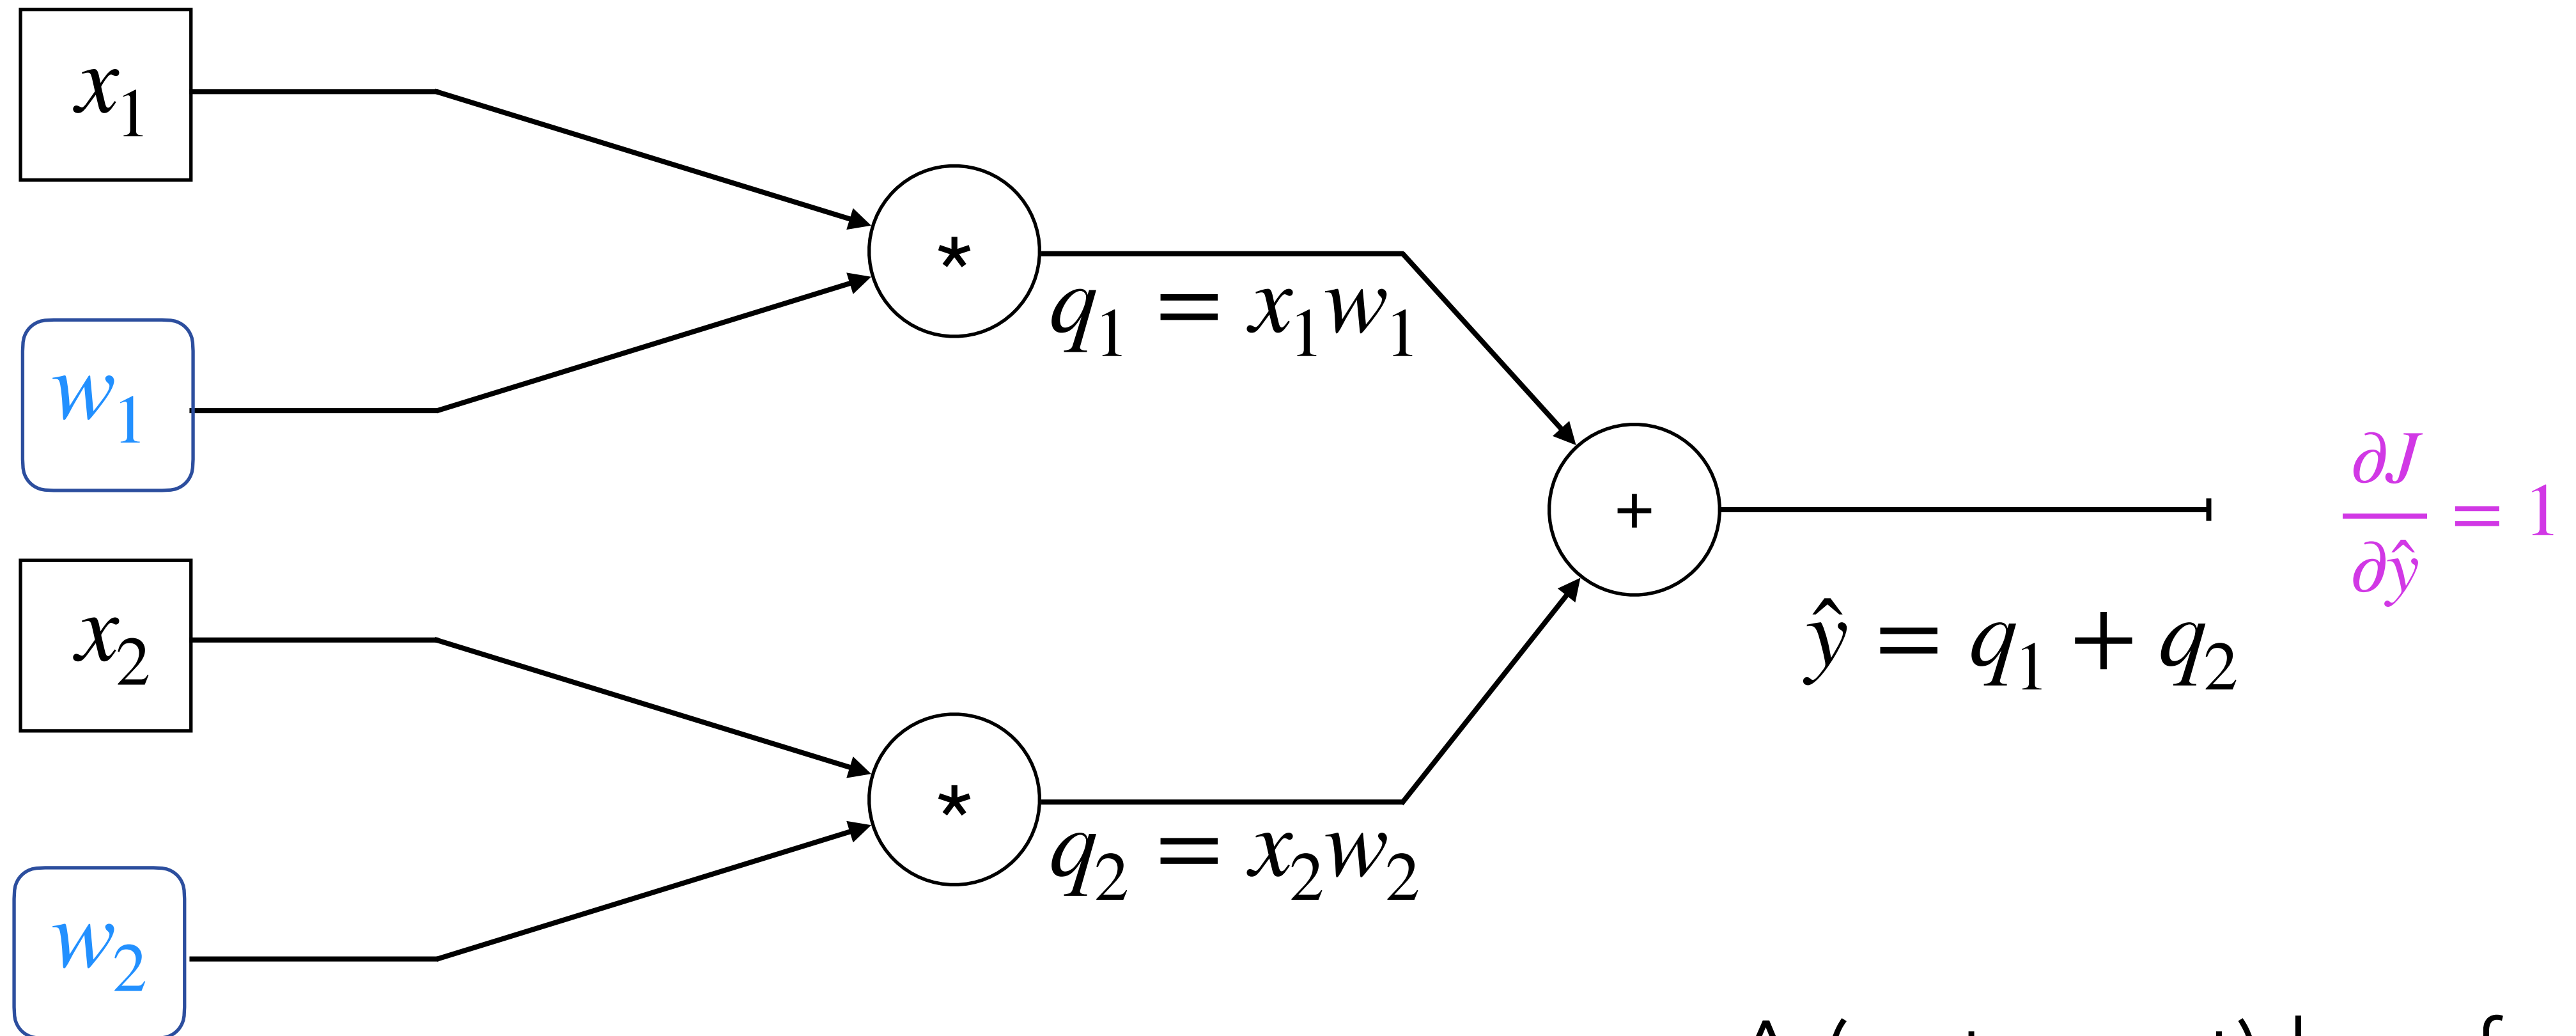 x₁
*
q₁ = x₁w₁
w₁
+
∂J/∂ŷ = 1
x₂
ŷ = q₁ + q₂
*
q₂ = x₂w₂
w₂